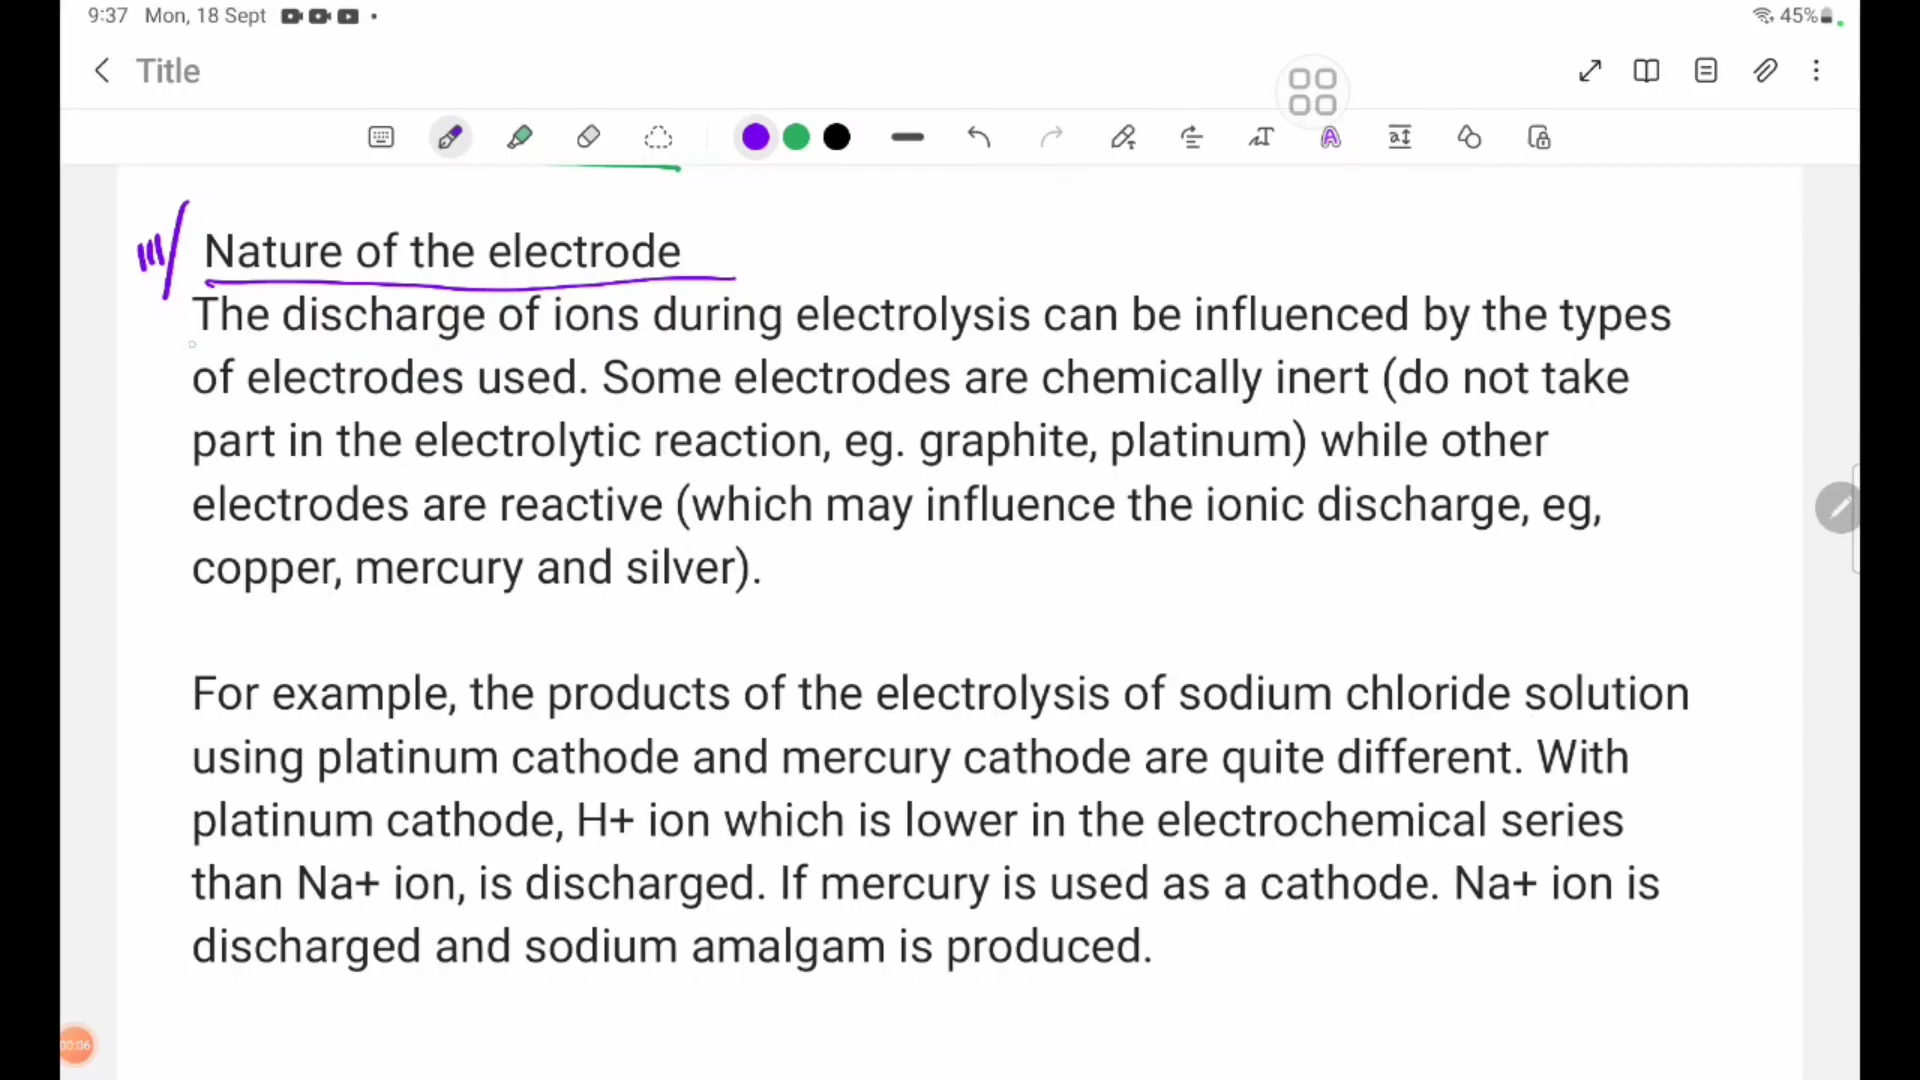 9:37 Mon, 18 Sept
45%
Title
Nature of the electrode
The discharge of ions during electrolysis can be influenced by the types
of electrodes used. Some electrodes are chemically inert (do not take
part in the electrolytic reaction, eg. graphite, platinum) while other
electrodes are reactive (which may influence the ionic discharge, eg,
copper, mercury and silver).
For example, the products of the electrolysis of sodium chloride solution
using platinum cathode and mercury cathode are quite different. With
platinum cathode, H+ ion which is lower in the electrochemical series
than Na+ ion, is discharged. If mercury is used as a cathode. Na+ ion is
discharged and sodium amalgam is produced.
00:06